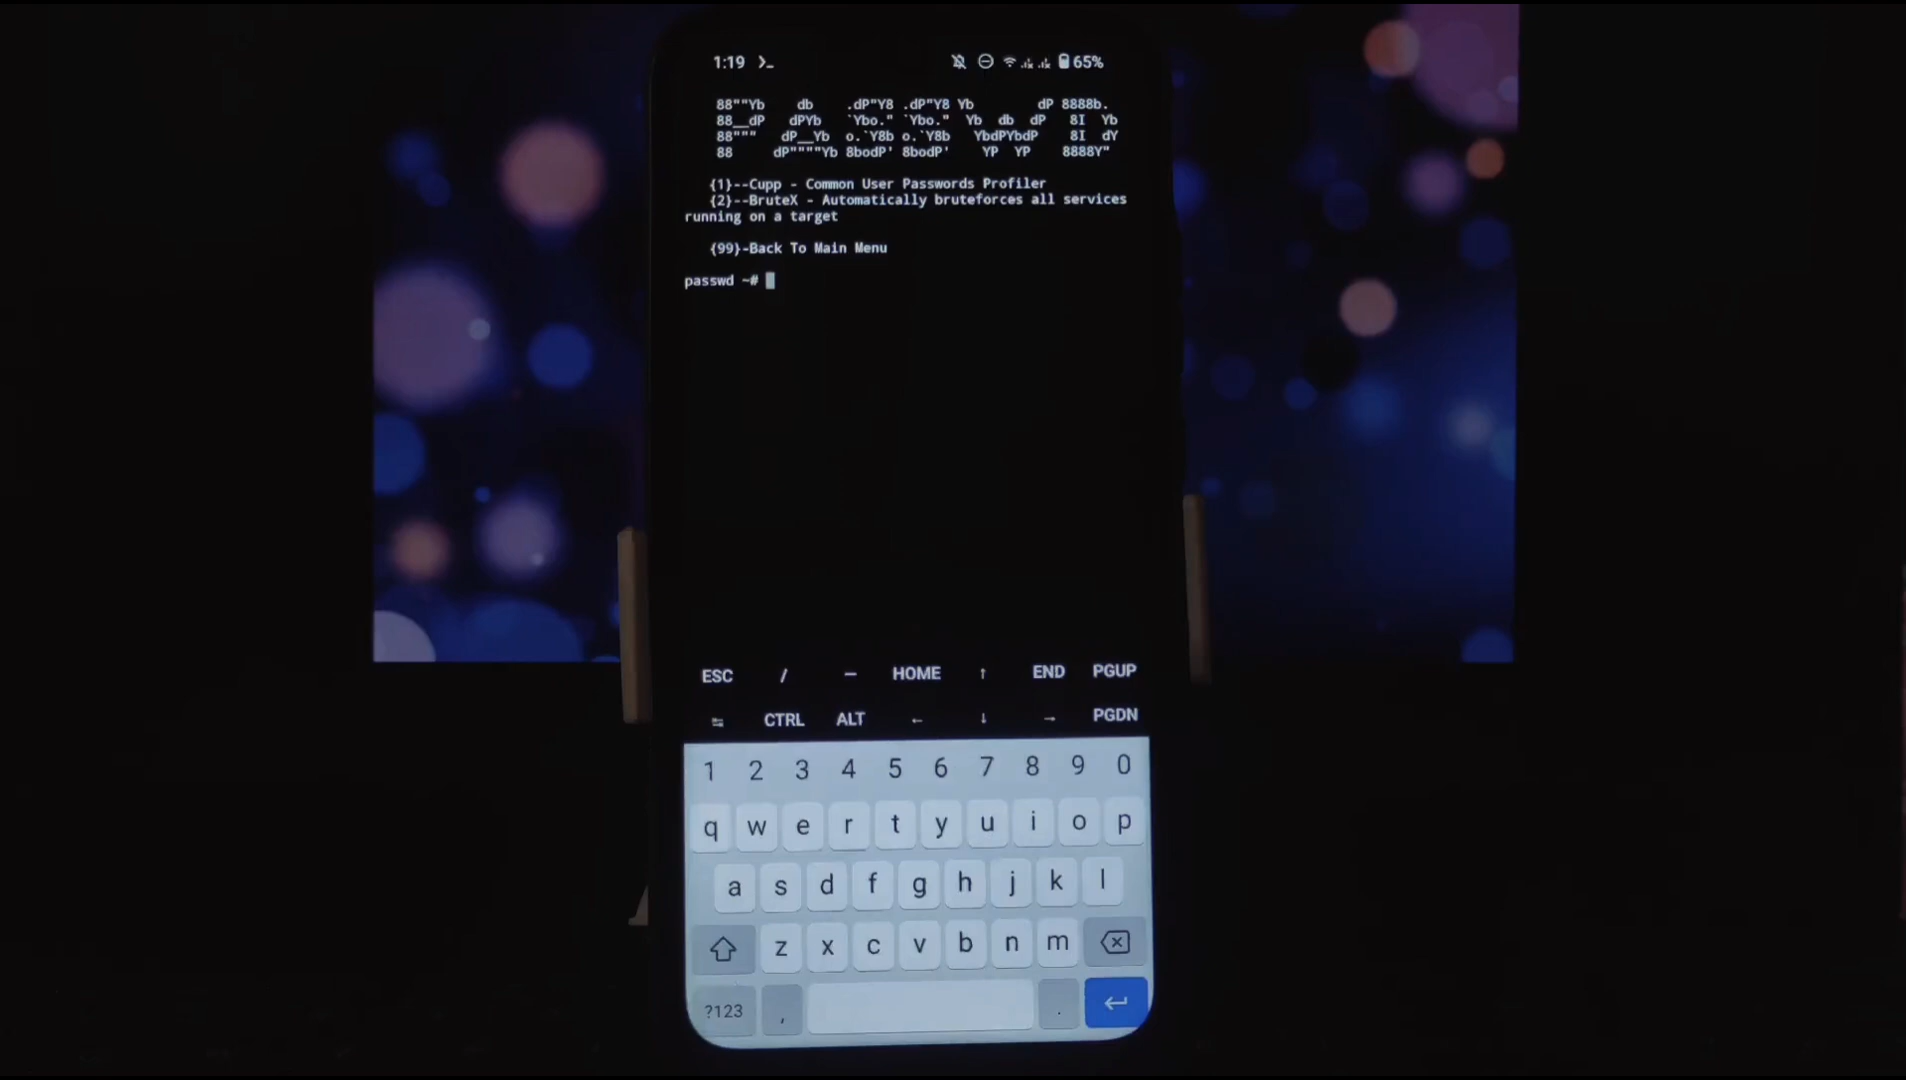 1:19 >_ 65%
88""Yb db .dP"Y8 .dP"Y8 Yb dP 8888b.
88__dP dPYb `Ybo." `Ybo." Yb db dP 8I Yb
88""" dP__Yb o.`Y8b o.`Y8b YbdPYbdP 8I dY
88 dP""""Yb 8bodP' 8bodP' YP YP 8888Y"
{1}--Cupp - Common User Passwords Profiler
{2}--BruteX - Automatically bruteforces all services
running on a target
{99}-Back To Main Menu
passwd ~#
ESC / — HOME ↑ END PGUP
↹ CTRL ALT ← ↓ → PGDN
1 2 3 4 5 6 7 8 9 0
q w e r t y u i o p
a s d f g h j k l
z x c v b n m
?123 , .